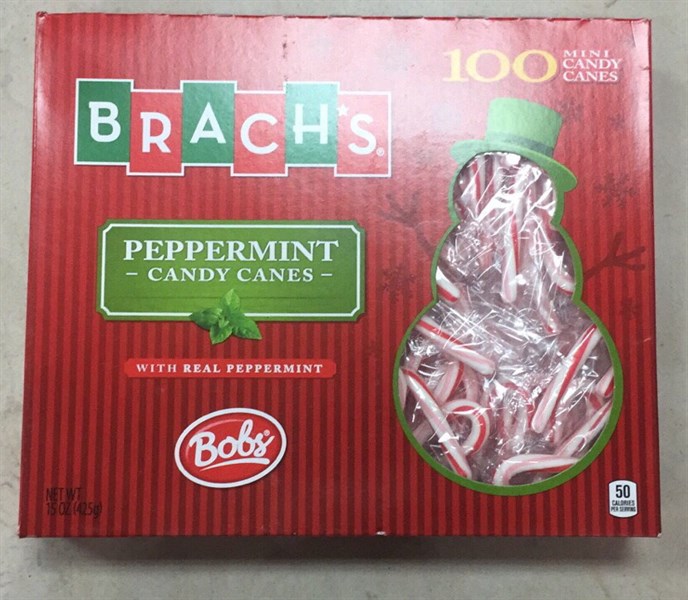 100 MINI
CANDY
CANES
BRACH'S®
PEPPERMINT
- CANDY CANES -
WITH REAL PEPPERMINT
Bobs
NET WT
15 OZ (425g)
50
CALORIES
PER SERVING